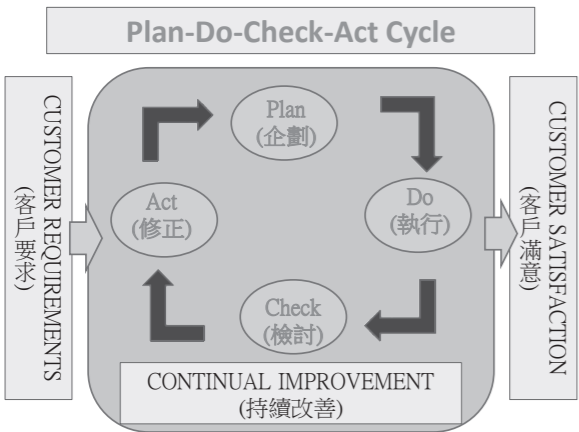 Plan-Do-Check-Act Cycle
CUSTOMER REQUIREMENTS
(客戶要求)
Plan
(企劃)
Act
(修正)
Do
(執行)
Check
(檢討)
CONTINUAL IMPROVEMENT
(持續改善)
CUSTOMER SATISFACTION
(客戶滿意)